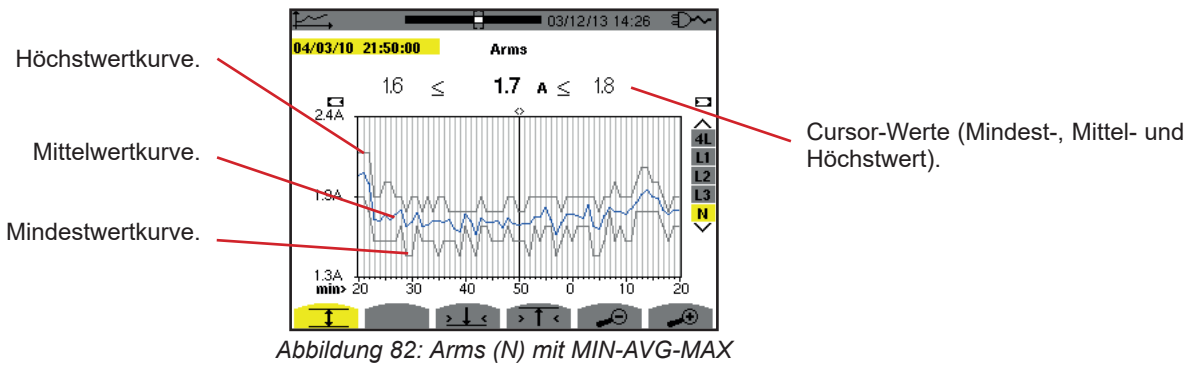 03/12/13 14:26
04/03/10 21:50:00 Arms
Höchstwertkurve.
1.6 ≤ 1.7 A ≤ 1.8
2.4A
Cursor-Werte (Mindest-, Mittel- und
Höchstwert).
4L
L1
Mittelwertkurve.
L2
1.9A
L3
N
Mindestwertkurve.
1.3A
min> 20 30 40 50 0 10 20
Abbildung 82: Arms (N) mit MIN-AVG-MAX